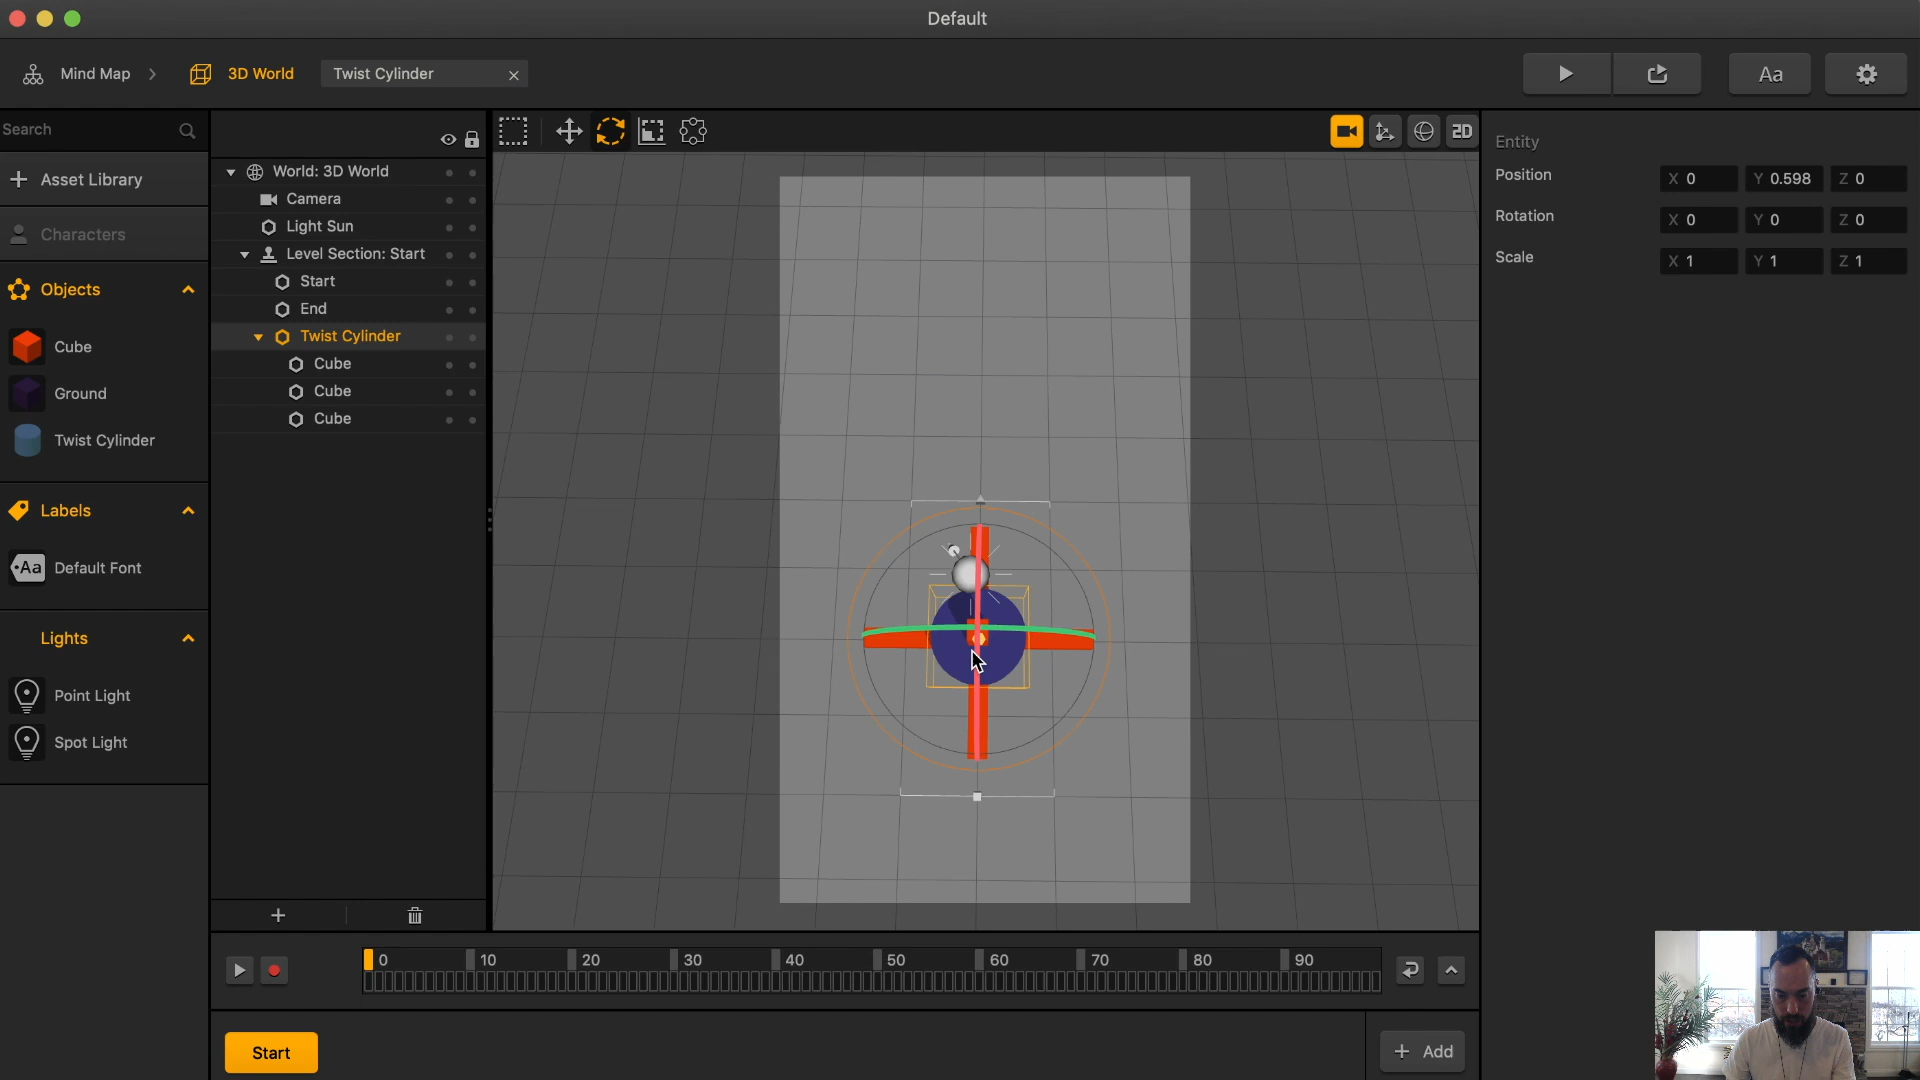 Default
Mind Map
3D World
Twist Cylinder
Aa
Search
Asset Library
Characters
Objects
Cube
Ground
Twist Cylinder
Labels
Aa Default Font
Lights
Point Light
Spot Light
World: 3D World
Camera
Light Sun
Level Section: Start
Start
End
Twist Cylinder
Cube
Cube
Cube
2D
Entity
Position X 0 Y 0.598 Z 0
Rotation X 0 Y 0 Z 0
Scale X 1 Y 1 Z 1
0 10 20 30 40 50 60 70 80 90
Start
+ Add